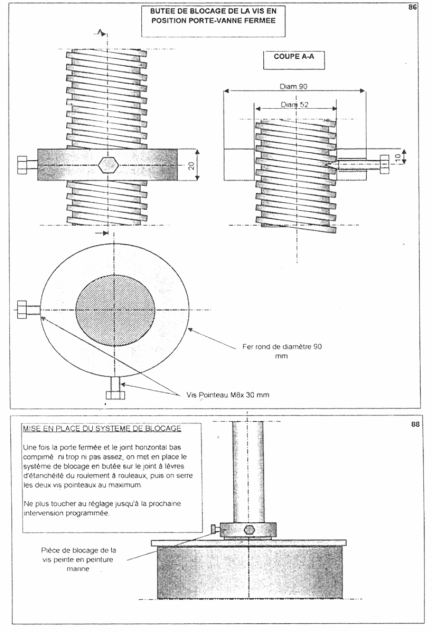 86
BUTEE DE BLOCAGE DE LA VIS EN
POSITION PORTE-VANNE FERMEE
A
COUPE A-A
Diam.90
Diam.52
20
10
Fer rond de diamètre 90
mm
Vis Pointeau M8x 30 mm
88
MISE EN PLACE DU SYSTEME DE BLOCAGE
Une fois la porte fermée et le joint horizontal bas
comprimé ni trop ni pas assez, on met en place le
système de blocage en butée sur le joint à lèvres
d'étanchéité du roulement à rouleaux, puis on serre
les deux vis pointeaux au maximum.
Ne plus toucher au réglage jusqu'à la prochaine
intervention programmée.
Pièce de blocage de la
vis peinte en peinture
marine